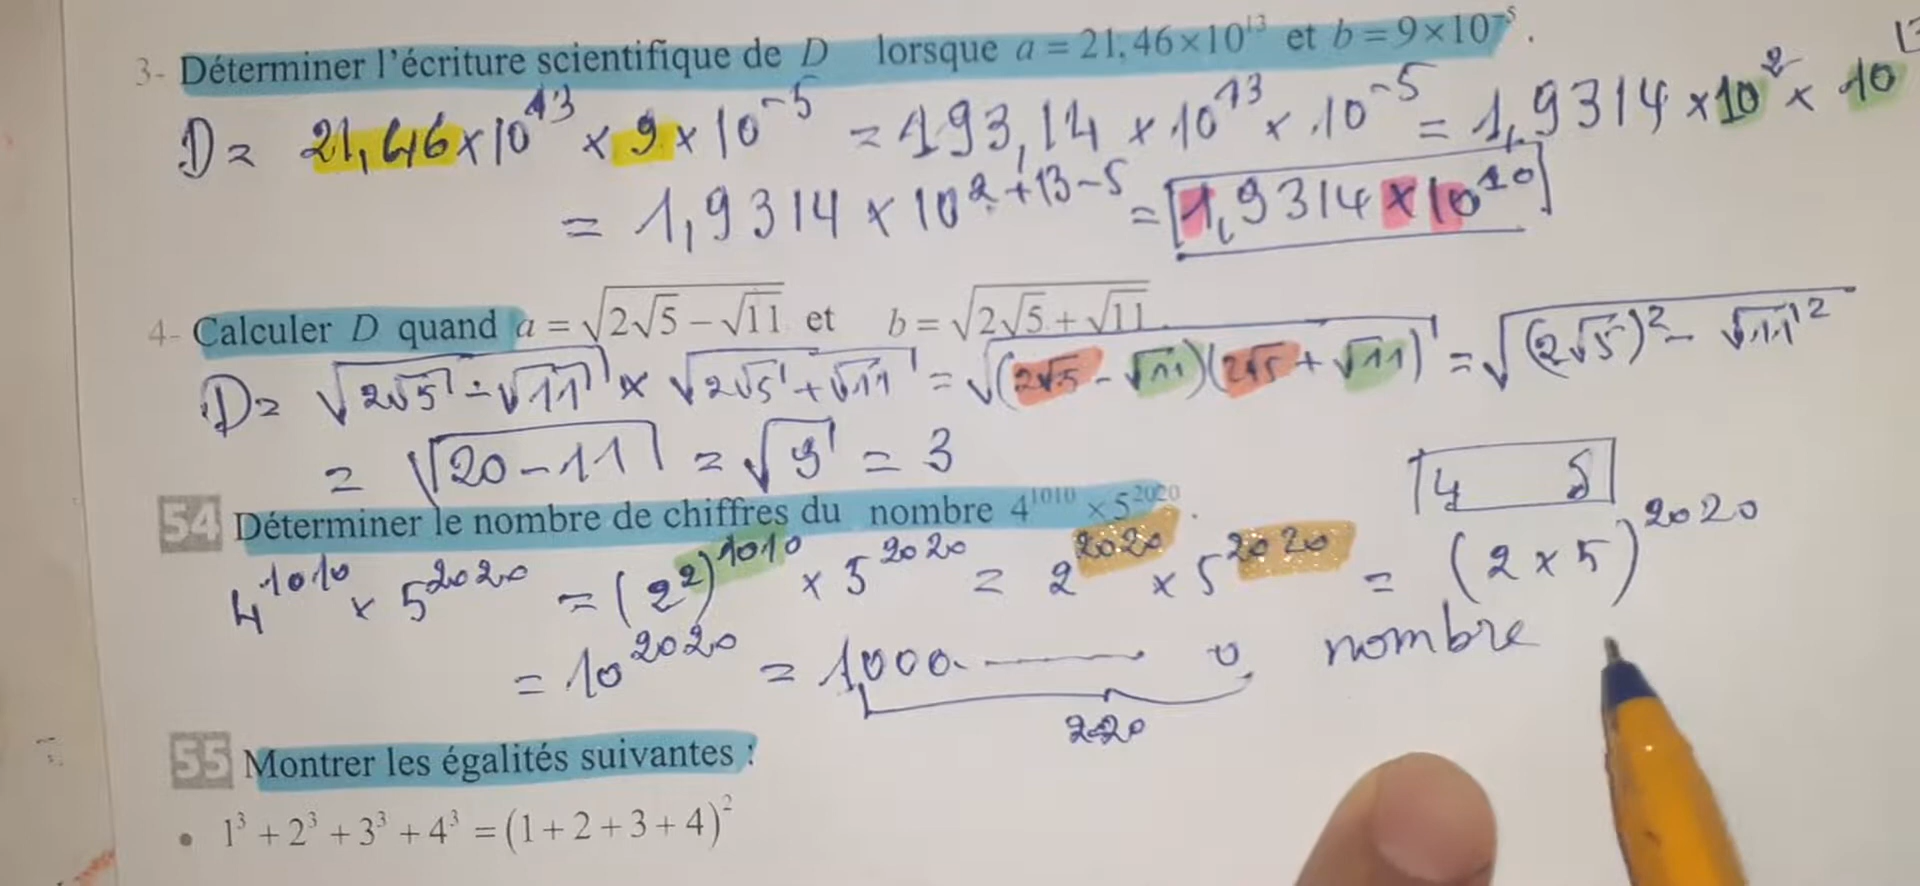 3- Déterminer l'écriture scientifique de D lorsque a = 21,46×10¹³ et b = 9×10⁻⁵.
D = 21,46×10¹³ × 9 × 10⁻⁵ = 193,14 × 10¹³ × 10⁻⁵ = 1,9314 × 10² × 10
= 1,9314 × 10²⁺¹³⁻⁵ = 1,9314 × 10¹⁰
4- Calculer D quand a = √(2√5 − √11) et b = √(2√5 + √11).
D = √(2√5 − √11) × √(2√5 + √11) = √((2√5 − √11)(2√5 + √11)) = √((2√5)² − √11²)
= √(20 − 11) = √9 = 3
4 5
54 Déterminer le nombre de chiffres du nombre 4¹⁰¹⁰ × 5²⁰²⁰.
4¹⁰¹⁰ × 5²⁰²⁰ = (2²)¹⁰¹⁰ × 5²⁰²⁰ = 2²⁰²⁰ × 5²⁰²⁰ = (2 × 5)²⁰²⁰
= 10²⁰²⁰ = 1000. ——— 0 nombre
55 Montrer les égalités suivantes :
• 1³ + 2³ + 3³ + 4³ = (1 + 2 + 3 + 4)²